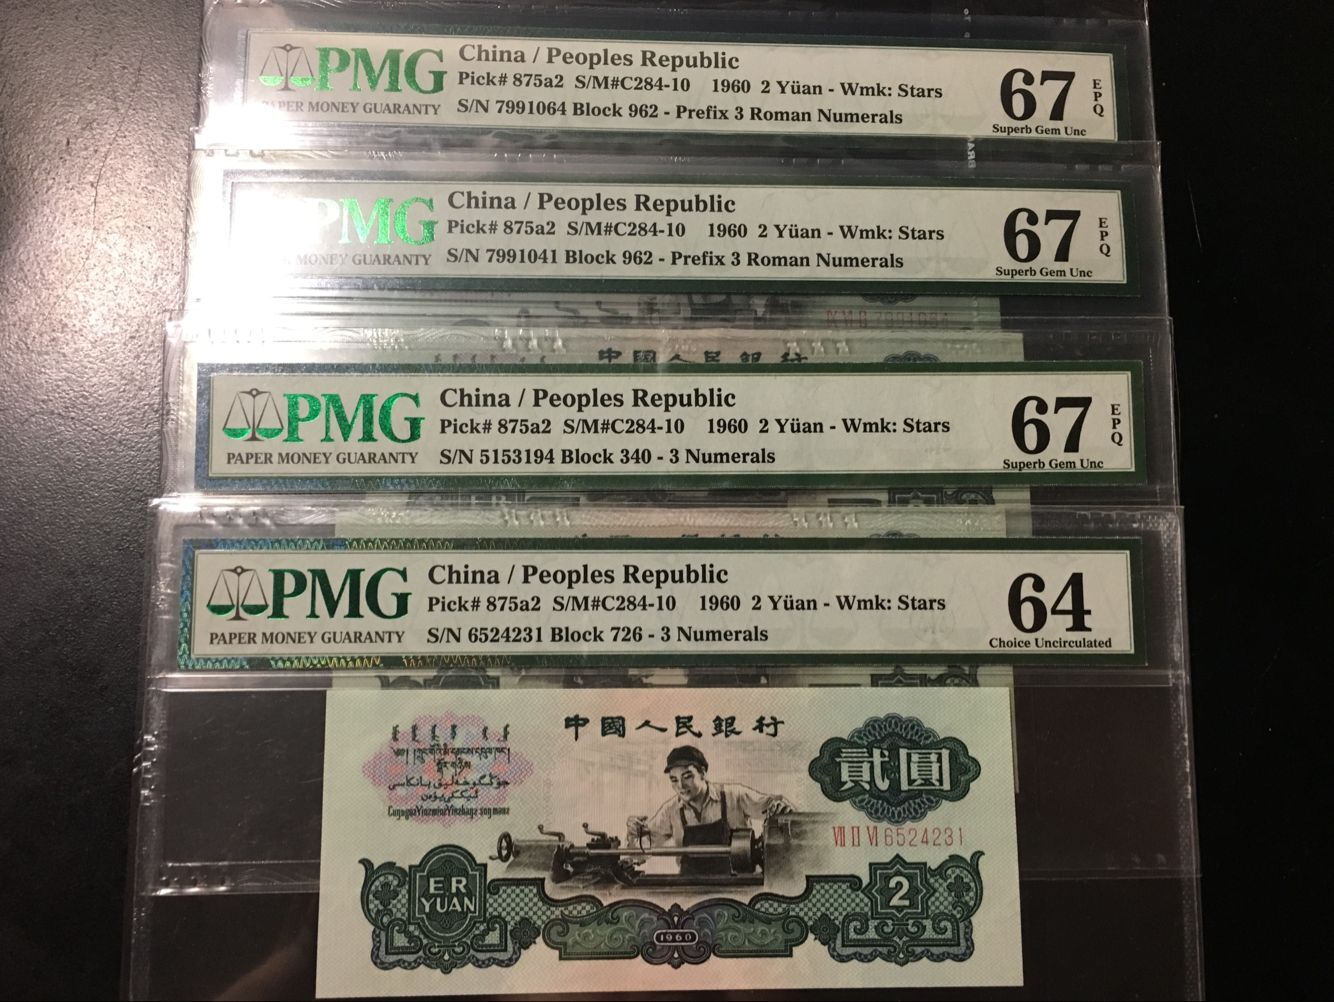 PMG
PAPER MONEY GUARANTY
China / Peoples Republic
Pick# 875a2 S/M#C284-10 1960 2 Yüan - Wmk: Stars
S/N 7991064 Block 962 - Prefix 3 Roman Numerals
67
EPQ
Superb Gem Unc
PMG
MONEY GUARANTY
China / Peoples Republic
Pick# 875a2 S/M#C284-10 1960 2 Yüan - Wmk: Stars
S/N 7991041 Block 962 - Prefix 3 Roman Numerals
67
EPQ
Superb Gem Unc
中國人民銀行
PMG
PAPER MONEY GUARANTY
China / Peoples Republic
Pick# 875a2 S/M#C284-10 1960 2 Yüan - Wmk: Stars
S/N 5153194 Block 340 - 3 Numerals
67
EPQ
Superb Gem Unc
PMG
PAPER MONEY GUARANTY
China / Peoples Republic
Pick# 875a2 S/M#C284-10 1960 2 Yüan - Wmk: Stars
S/N 6524231 Block 726 - 3 Numerals
64
Choice Uncirculated
中國人民銀行
貳圓
VII II VI 6524231
ER
YUAN
2
1960